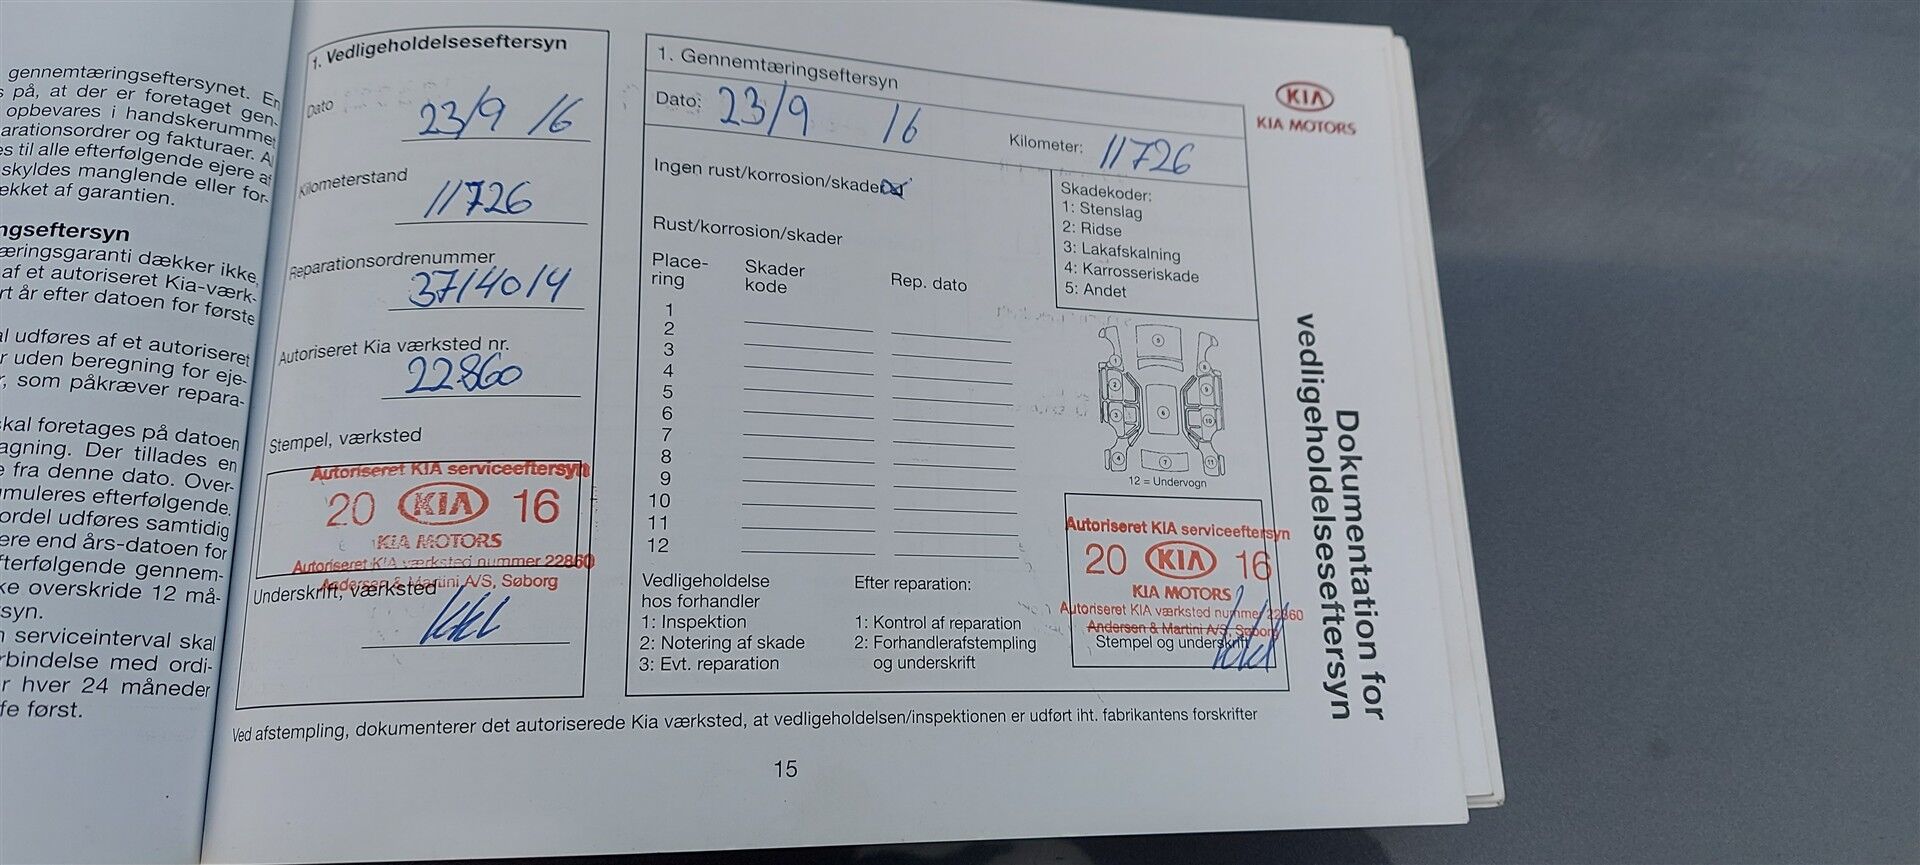 gennemtæringseftersynet. En
på, at der er foretaget gen-
opbevares i handskerummet
arationsordrer og fakturaer. A
es til alle efterfølgende ejere af
skyldes manglende eller for-
ekket af garantien.
ngseftersyn
æringsgaranti dækker ikke,
af et autoriseret Kia-værk-
rt år efter datoen for første
al udføres af et autoriseret
r uden beregning for eje-
r, som påkræver repara-
kal foretages på datoen
agning. Der tillades en
e fra denne dato. Over-
muleres efterfølgende.
ordel udføres samtidig
ere end års-datoen for
fterfølgende gennem-
ke overskride 12 må-
rsyn.
n serviceinterval skal
rbindelse med ordi-
r hver 24 måneder
fe først.
1. Vedligeholdelseseftersyn
Dato 23/9 /6
Kilometerstand
11726
Reparationsordrenummer
3714014
Autoriseret Kia værksted nr.
22860
Stempel, værksted
Autoriseret KIA serviceeftersyn
20 KIA 16
KIA MOTORS
Autoriseret KIA værksted nummer 22860
Andersen & Martini A/S, Søborg
Underskrift, værksted
1. Gennemtæringseftersyn
Dato: 23/9 16
Kilometer: 11726
Ingen rust/korrosion/skader
Rust/korrosion/skader
Place-
ring
Skader
kode
Rep. dato
1
2
3
4
5
6
7
8
9
10
11
12
Skadekoder:
1: Stenslag
2: Ridse
3: Lakafskalning
4: Karrosseriskade
5: Andet
12 = Undervogn
Vedligeholdelse
hos forhandler
1: Inspektion
2: Notering af skade
3: Evt. reparation
Efter reparation:
1: Kontrol af reparation
2: Forhandlerafstempling
og underskrift
Autoriseret KIA serviceeftersyn
20 KIA 16
KIA MOTORS
Autoriseret KIA værksted nummer 22860
Andersen & Martini A/S, Søborg
Stempel og underskrift
KIA
KIA MOTORS
Dokumentation for
vedligeholdelseseftersyn
Ved afstempling, dokumenterer det autoriserede Kia værksted, at vedligeholdelsen/inspektionen er udført iht. fabrikantens forskrifter
15